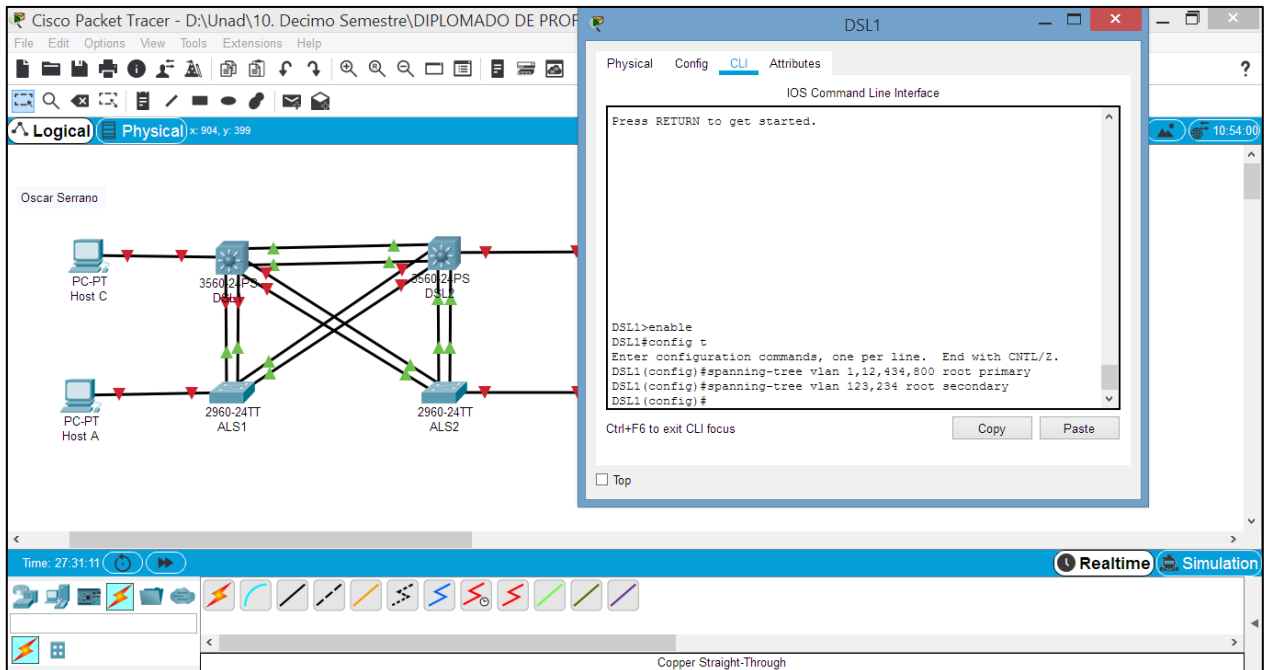 Cisco Packet Tracer - D:\Unad\10. Decimo Semestre\DIPLOMADO DE PROF
File Edit Options View Tools Extensions Help
?
Logical
Physical
x: 904, y: 399
10:54:00
Oscar Serrano
PC-PT
Host C
3560-24PS
DSL1
3560-24PS
DSL2
PC-PT
Host A
2960-24TT
ALS1
2960-24TT
ALS2
DSL1
Physical Config CLI Attributes
IOS Command Line Interface
Press RETURN to get started.
DSL1>enable
DSL1#config t
Enter configuration commands, one per line. End with CNTL/Z.
DSL1(config)#spanning-tree vlan 1,12,434,800 root primary
DSL1(config)#spanning-tree vlan 123,234 root secondary
DSL1(config)#
Ctrl+F6 to exit CLI focus
Copy
Paste
Top
Time: 27:31:11
Realtime
Simulation
Copper Straight-Through